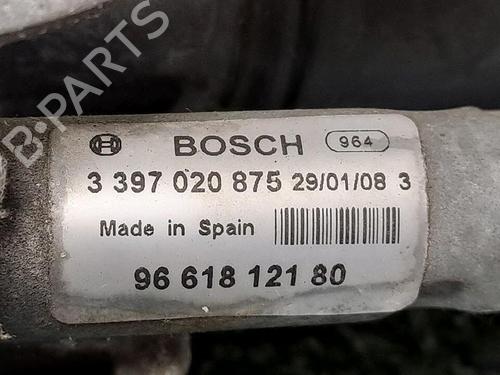 B-PARTS
BOSCH 964
3 397 020 875 29/01/08 3
Made in Spain
96 618 121 80